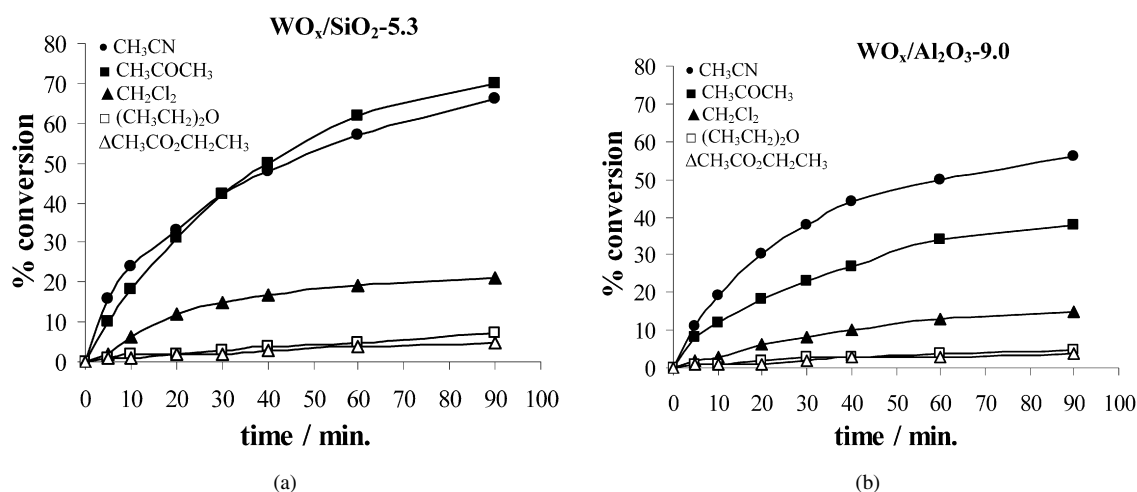 WOₓ/SiO₂-5.3
80
70
60
50
40
30
20
10
0
% conversion
CH₃CN
CH₃COCH₃
CH₂Cl₂
(CH₃CH₂)₂O
CH₃CO₂CH₂CH₃
0 10 20 30 40 50 60 70 80 90 100
time / min.
(a)
WOₓ/Al₂O₃-9.0
80
70
60
50
40
30
20
10
0
% conversion
CH₃CN
CH₃COCH₃
CH₂Cl₂
(CH₃CH₂)₂O
CH₃CO₂CH₂CH₃
0 10 20 30 40 50 60 70 80 90 100
time / min.
(b)